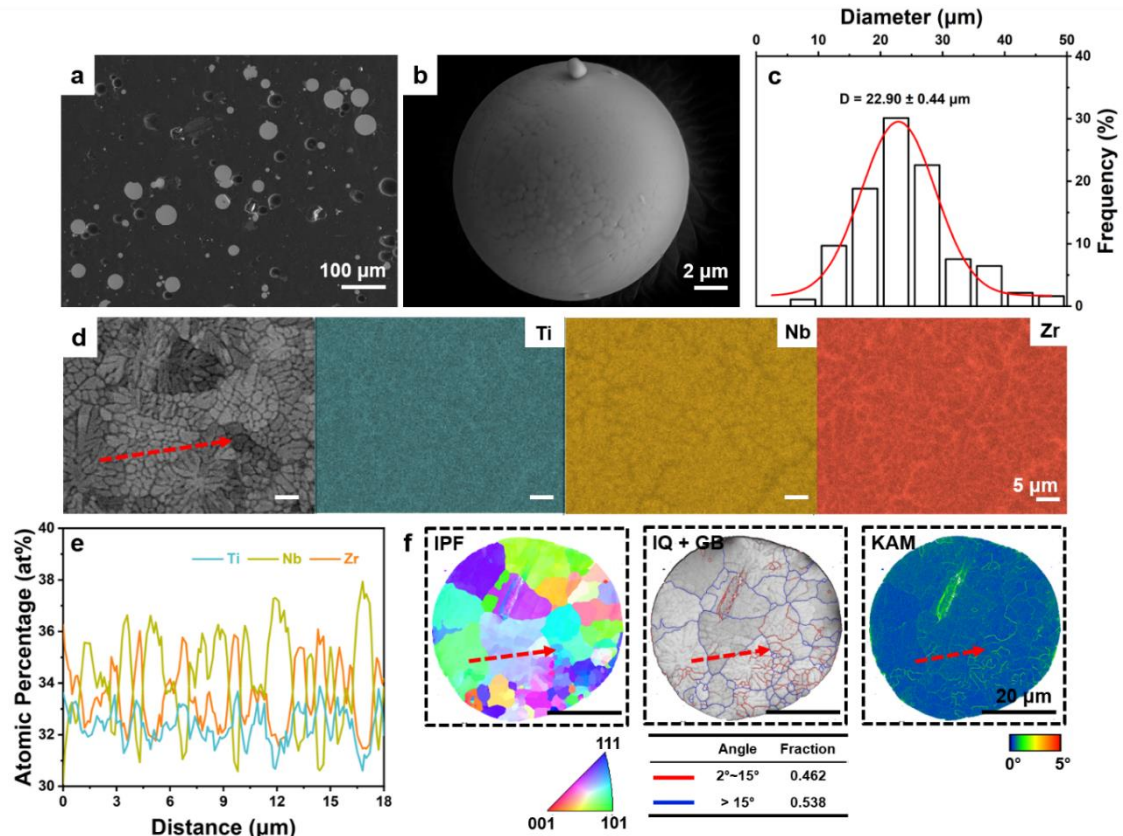 a
100 µm
b
2 µm
Diameter (µm)
0 10 20 30 40 50
c
D = 22.90 ± 0.44 µm
40
30
20
10
0
Frequency (%)
d
Ti
Nb
Zr
5 µm
e
40
38
36
34
32
30
Atomic Percentage (at%)
Ti Nb Zr
0 3 6 9 12 15 18
Distance (µm)
f
IPF
IQ + GB
KAM
20 µm
111
001 101
Angle Fraction
2°~15° 0.462
> 15° 0.538
0° 5°